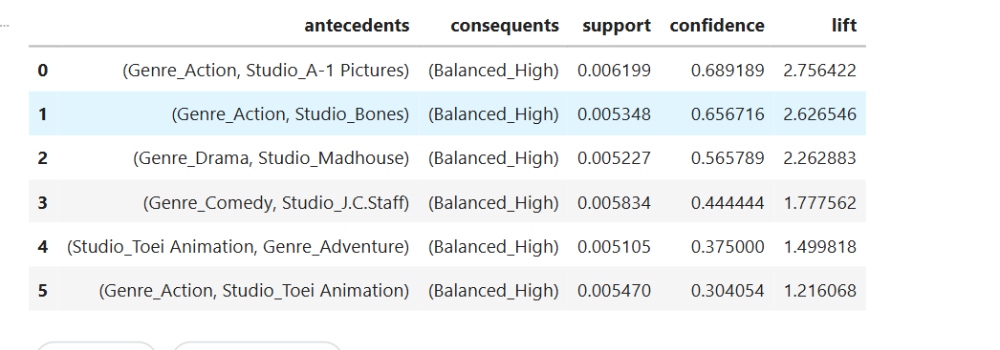 antecedents consequents support confidence lift
0 (Genre_Action, Studio_A-1 Pictures) (Balanced_High) 0.006199 0.689189 2.756422
1 (Genre_Action, Studio_Bones) (Balanced_High) 0.005348 0.656716 2.626546
2 (Genre_Drama, Studio_Madhouse) (Balanced_High) 0.005227 0.565789 2.262883
3 (Genre_Comedy, Studio_J.C.Staff) (Balanced_High) 0.005834 0.444444 1.777562
4 (Studio_Toei Animation, Genre_Adventure) (Balanced_High) 0.005105 0.375000 1.499818
5 (Genre_Action, Studio_Toei Animation) (Balanced_High) 0.005470 0.304054 1.216068